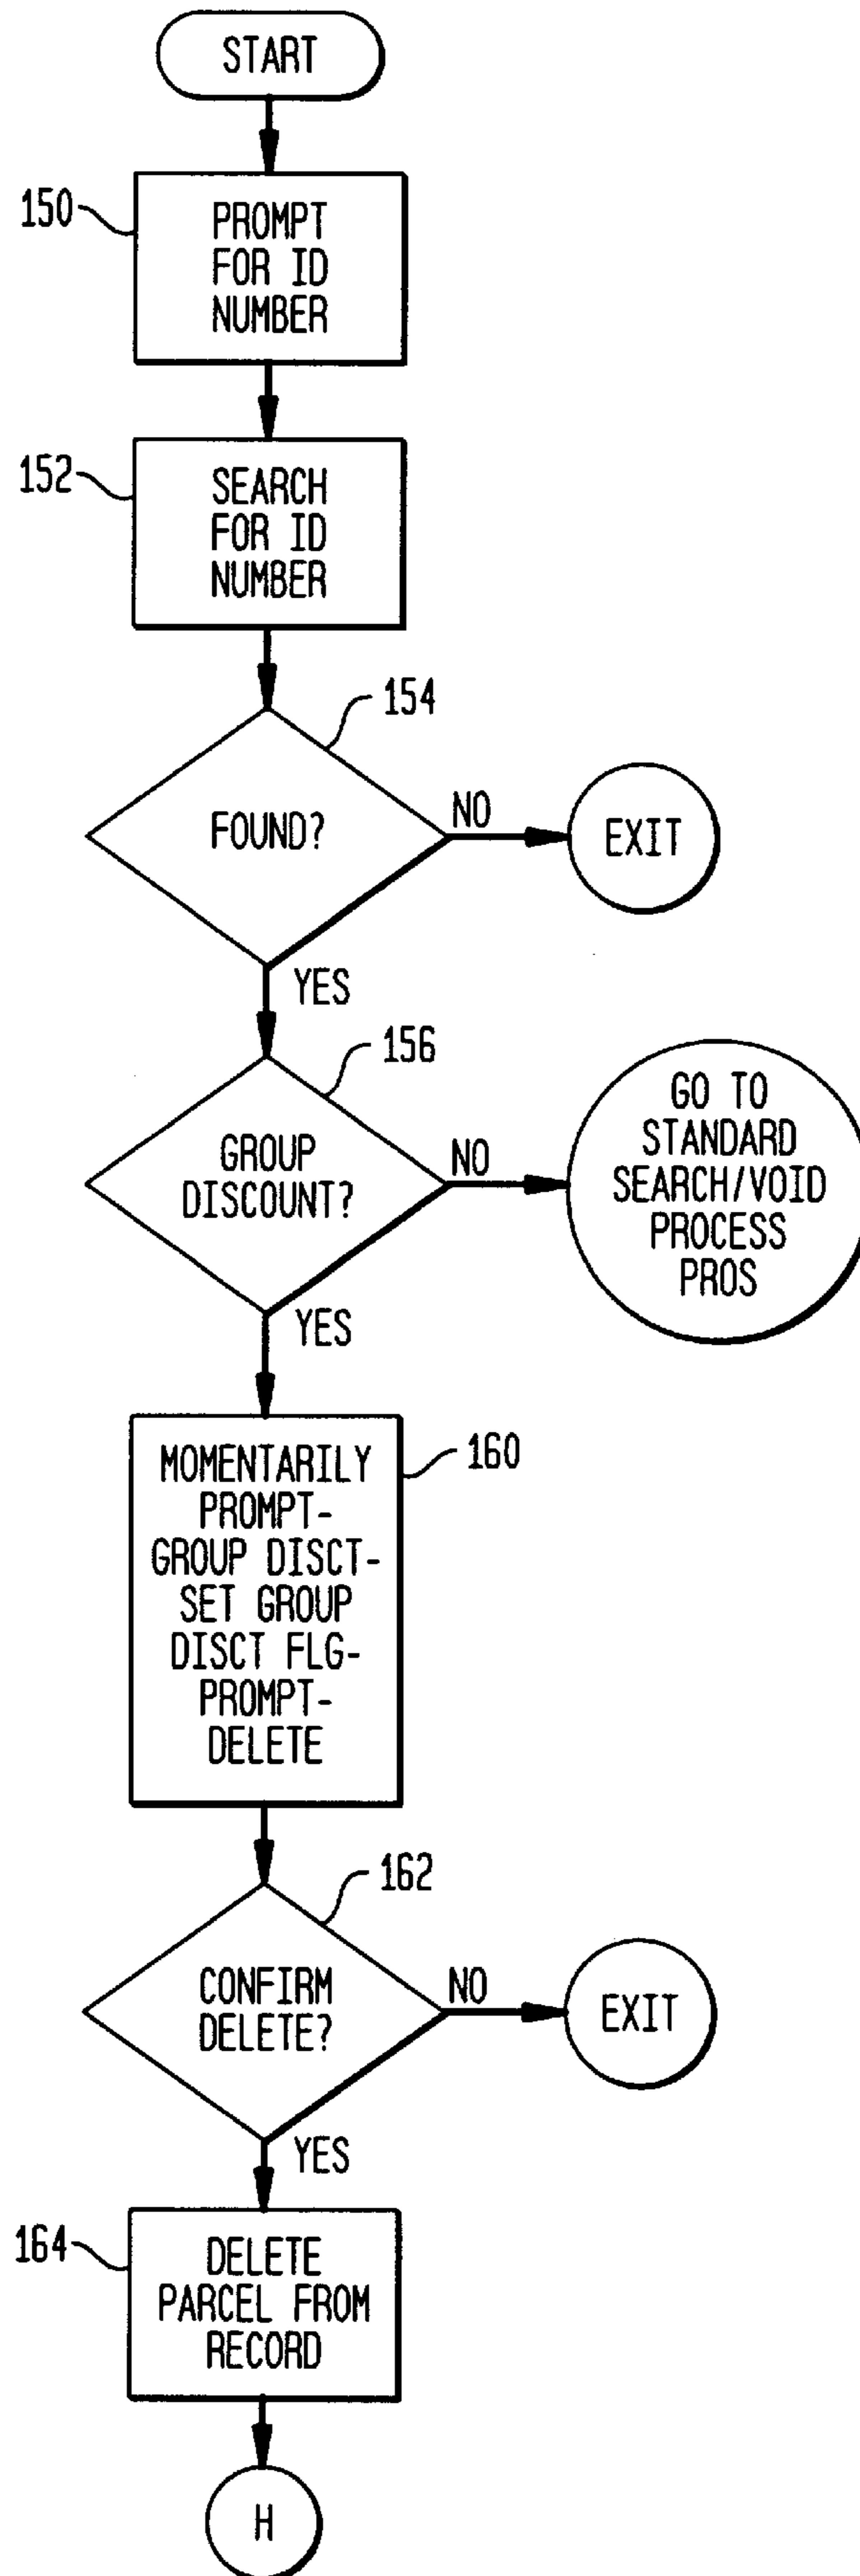 START
150
PROMPT
FOR ID
NUMBER
152
SEARCH
FOR ID
NUMBER
154
FOUND?
NO
EXIT
YES
156
GROUP
DISCOUNT?
NO
GO TO
STANDARD
SEARCH/VOID
PROCESS
PROS
YES
160
MOMENTARILY
PROMPT-
GROUP DISCT-
SET GROUP
DISCT FLG-
PROMPT-
DELETE
162
CONFIRM
DELETE?
NO
EXIT
YES
164
DELETE
PARCEL FROM
RECORD
H